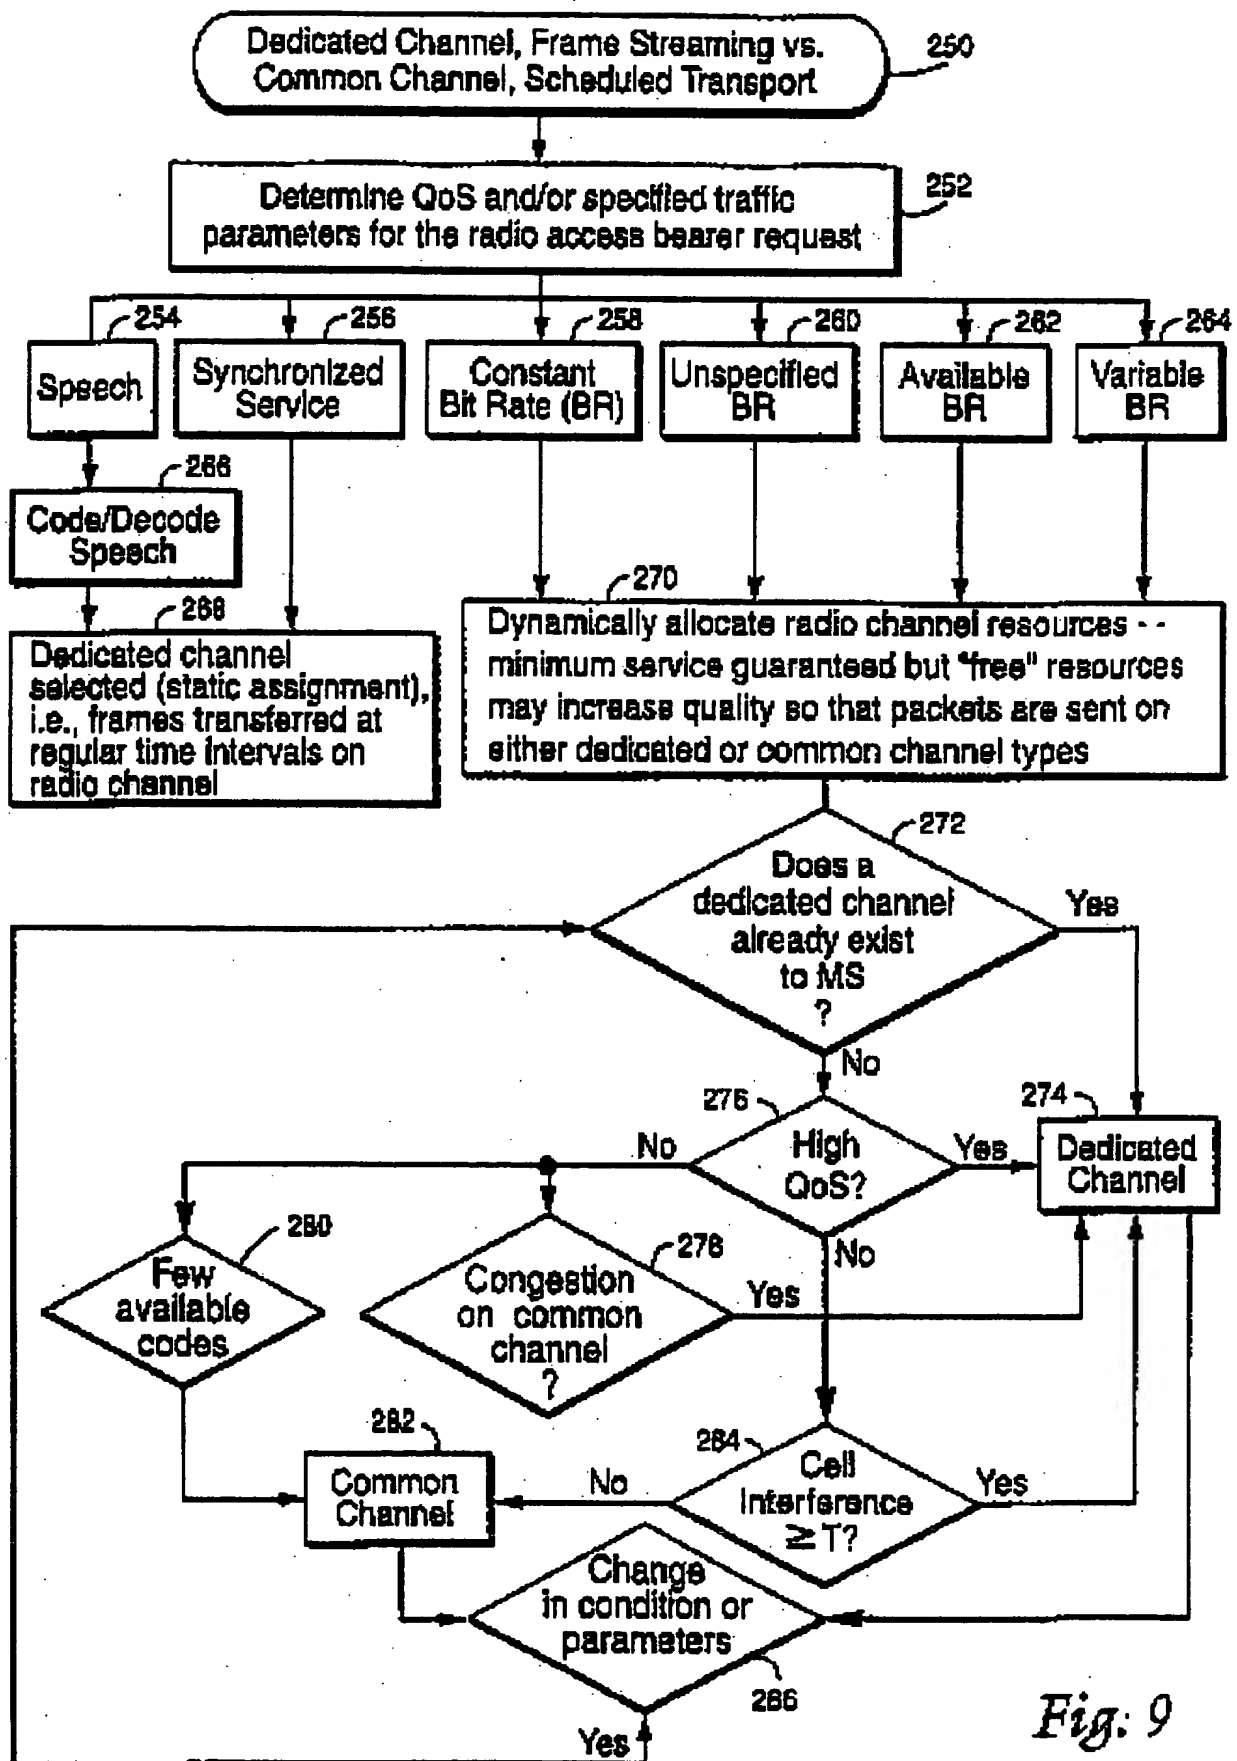 Dedicated Channel, Frame Streaming vs.
Common Channel, Scheduled Transport
250
Determine QoS and/or specified traffic
parameters for the radio access bearer request
252
254
256
258
260
262
264
Speech
Synchronized
Service
Constant
Bit Rate (BR)
Unspecified
BR
Available
BR
Variable
BR
266
Code/Decode
Speech
268
Dedicated channel
selected (static assignment),
i.e., frames transferred at
regular time intervals on
radio channel
270
Dynamically allocate radio channel resources --
minimum service guaranteed but "free" resources
may increase quality so that packets are sent on
either dedicated or common channel types
272
Does a
dedicated channel
already exist
to MS
?
Yes
No
276
High
QoS?
No
Yes
No
274
Dedicated
Channel
280
Few
available
codes
278
Congestion
on common
channel
?
Yes
282
Common
Channel
284
Cell
Interference
≥ T?
No
Yes
Change
in condition or
parameters
286
Yes
Fig: 9